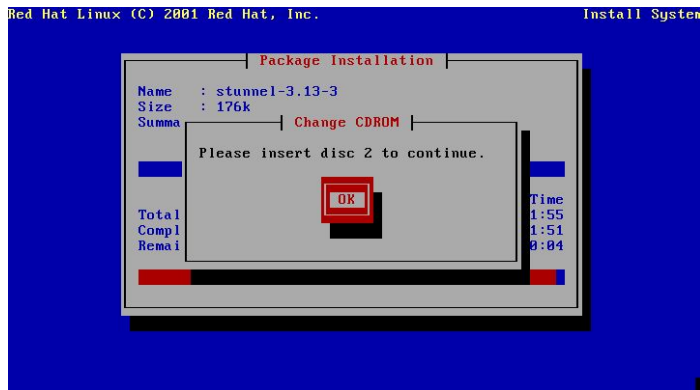 Red Hat Linux (C) 2001 Red Hat, Inc. Install System
Package Installation
Name : stunnel-3.13-3
Size : 176k
Summa
Change CDROM
Please insert disc 2 to continue.
OK
Time
Total 1:55
Compl 1:51
Remai 0:04